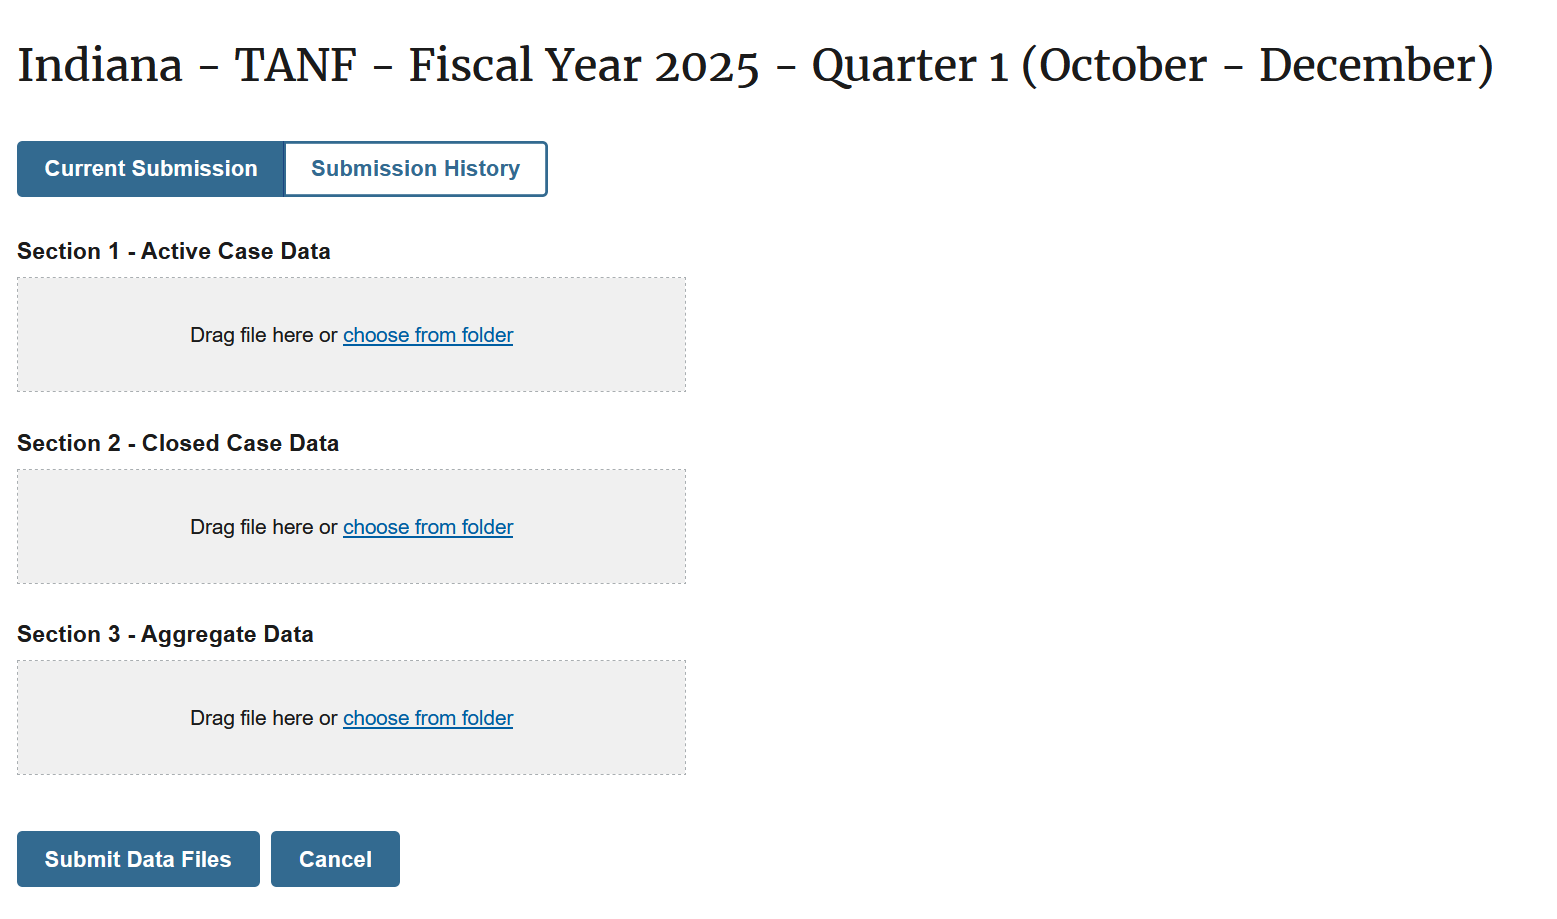 Indiana - TANF - Fiscal Year 2025 - Quarter 1 (October - December)
Current Submission
Submission History
Section 1 - Active Case Data
Drag file here or choose from folder
Section 2 - Closed Case Data
Drag file here or choose from folder
Section 3 - Aggregate Data
Drag file here or choose from folder
Submit Data Files
Cancel